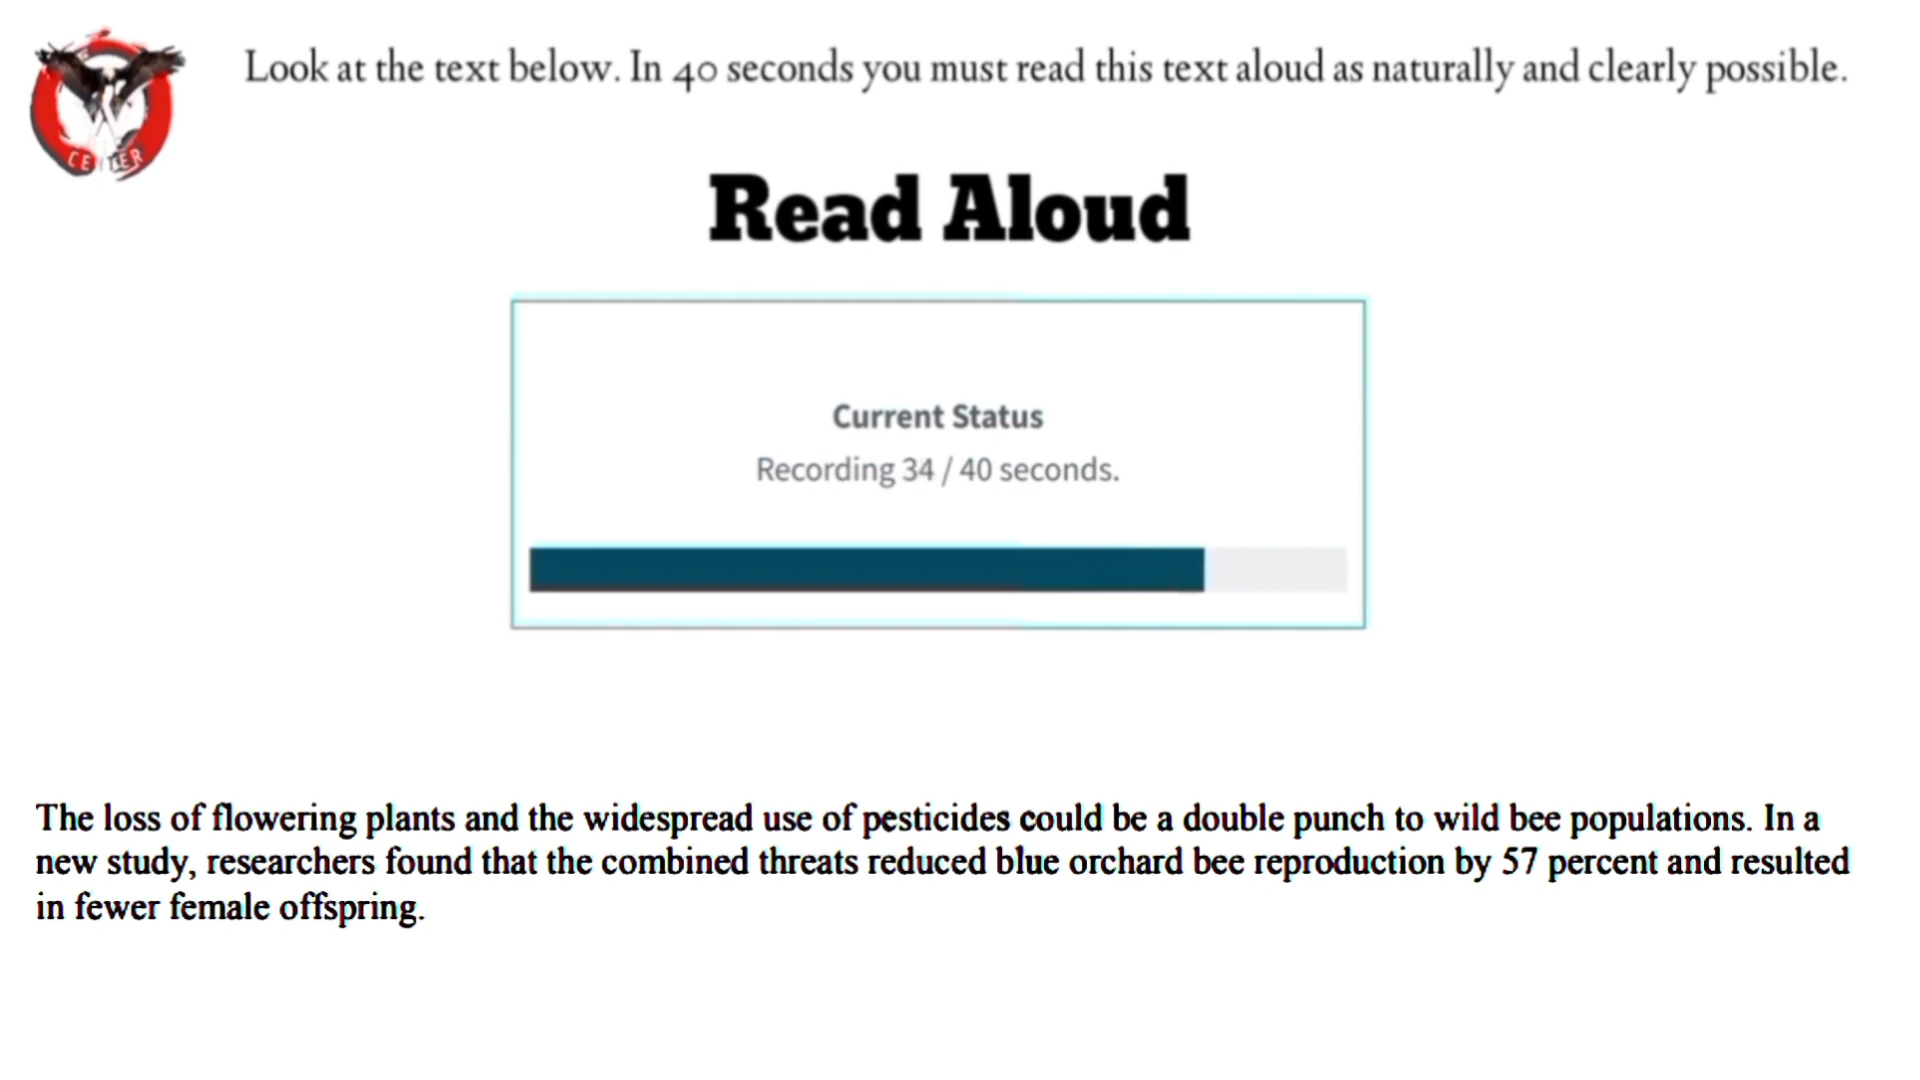 Look at the text below. In 40 seconds you must read this text aloud as naturally and clearly possible.
CENTER
Read Aloud
Current Status
Recording 34 / 40 seconds.
The loss of flowering plants and the widespread use of pesticides could be a double punch to wild bee populations. In a
new study, researchers found that the combined threats reduced blue orchard bee reproduction by 57 percent and resulted
in fewer female offspring.